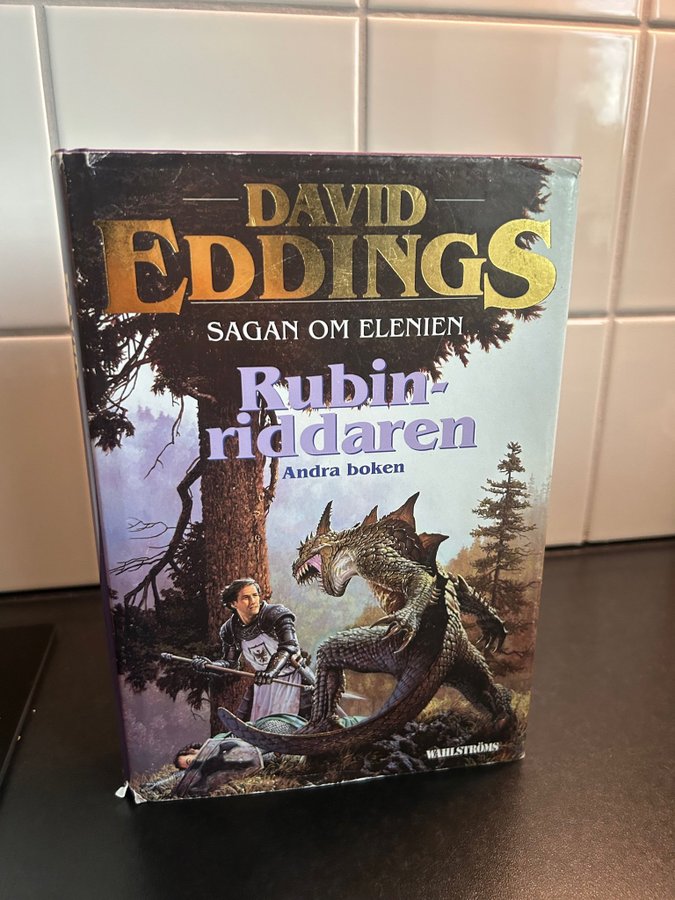 DAVID
EDDINGS
SAGAN OM ELENIEN
Rubin-
riddaren
Andra boken
WAHLSTRÖMS